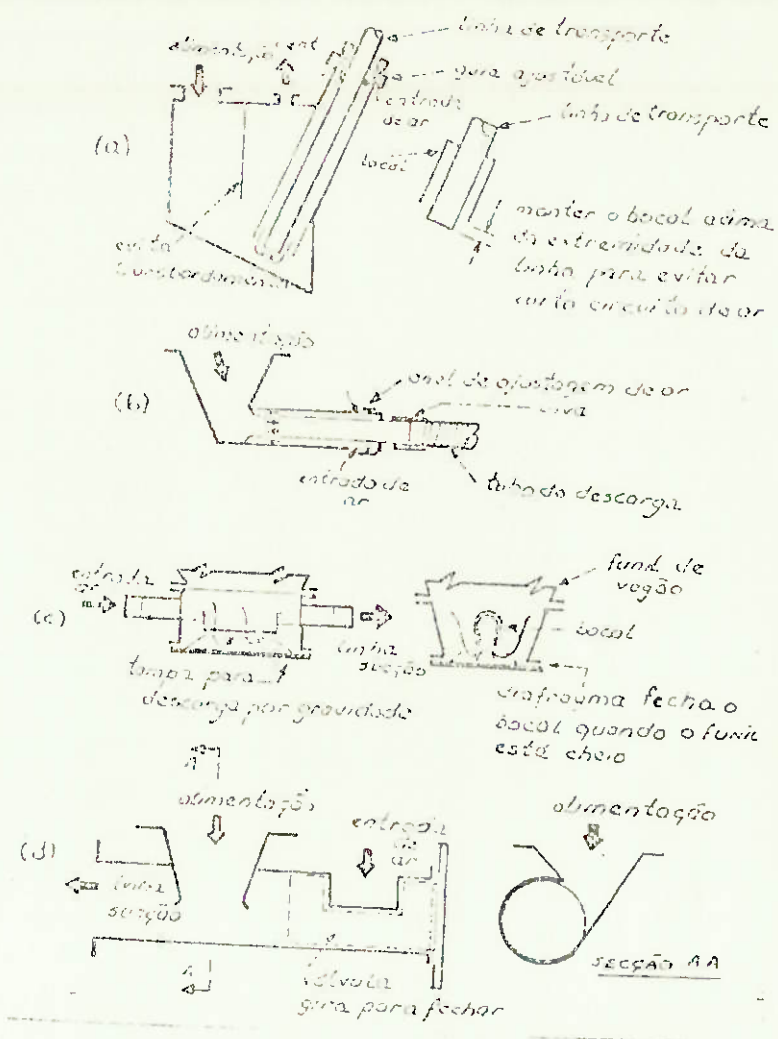 linha de transporte
alimentação
vent
guia ajustável
entrada
de ar
linha de transporte
(a)
manter o bocal acima
da extremidade da
linha para evitar
curto circuito de ar
evita
alimentação
(b)
anel de ajustagem de ar
entrada de
ar
tubo do descarga
entrada
ar
(c)
linha
sucção
tampa para
descarga por gravidade
funil de
vagão
bocal
diafragma fecha o
bocal quando o funil
está cheio
A
alimentação
entrada
de
ar
alimentação
(d)
linha
sucção
A
válvula
gira para fechar
SECÇÃO AA